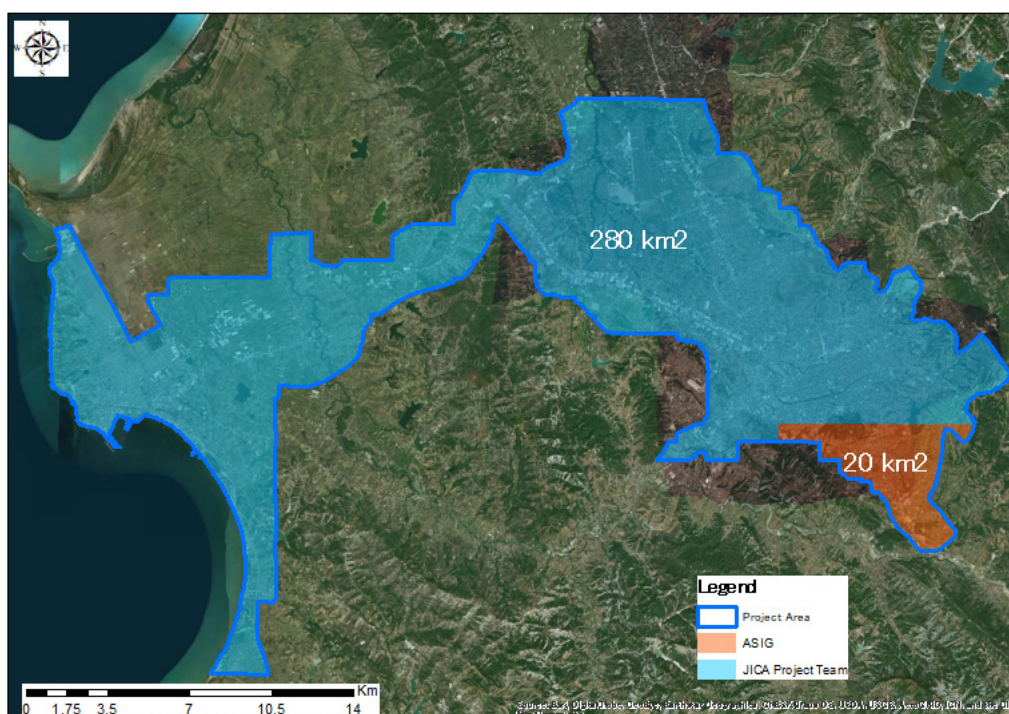 N
W E
S
280 km2
20 km2
Legend
Project Area
ASIG
JICA Project Team
Km
0 1.75 3.5 7 10.5 14